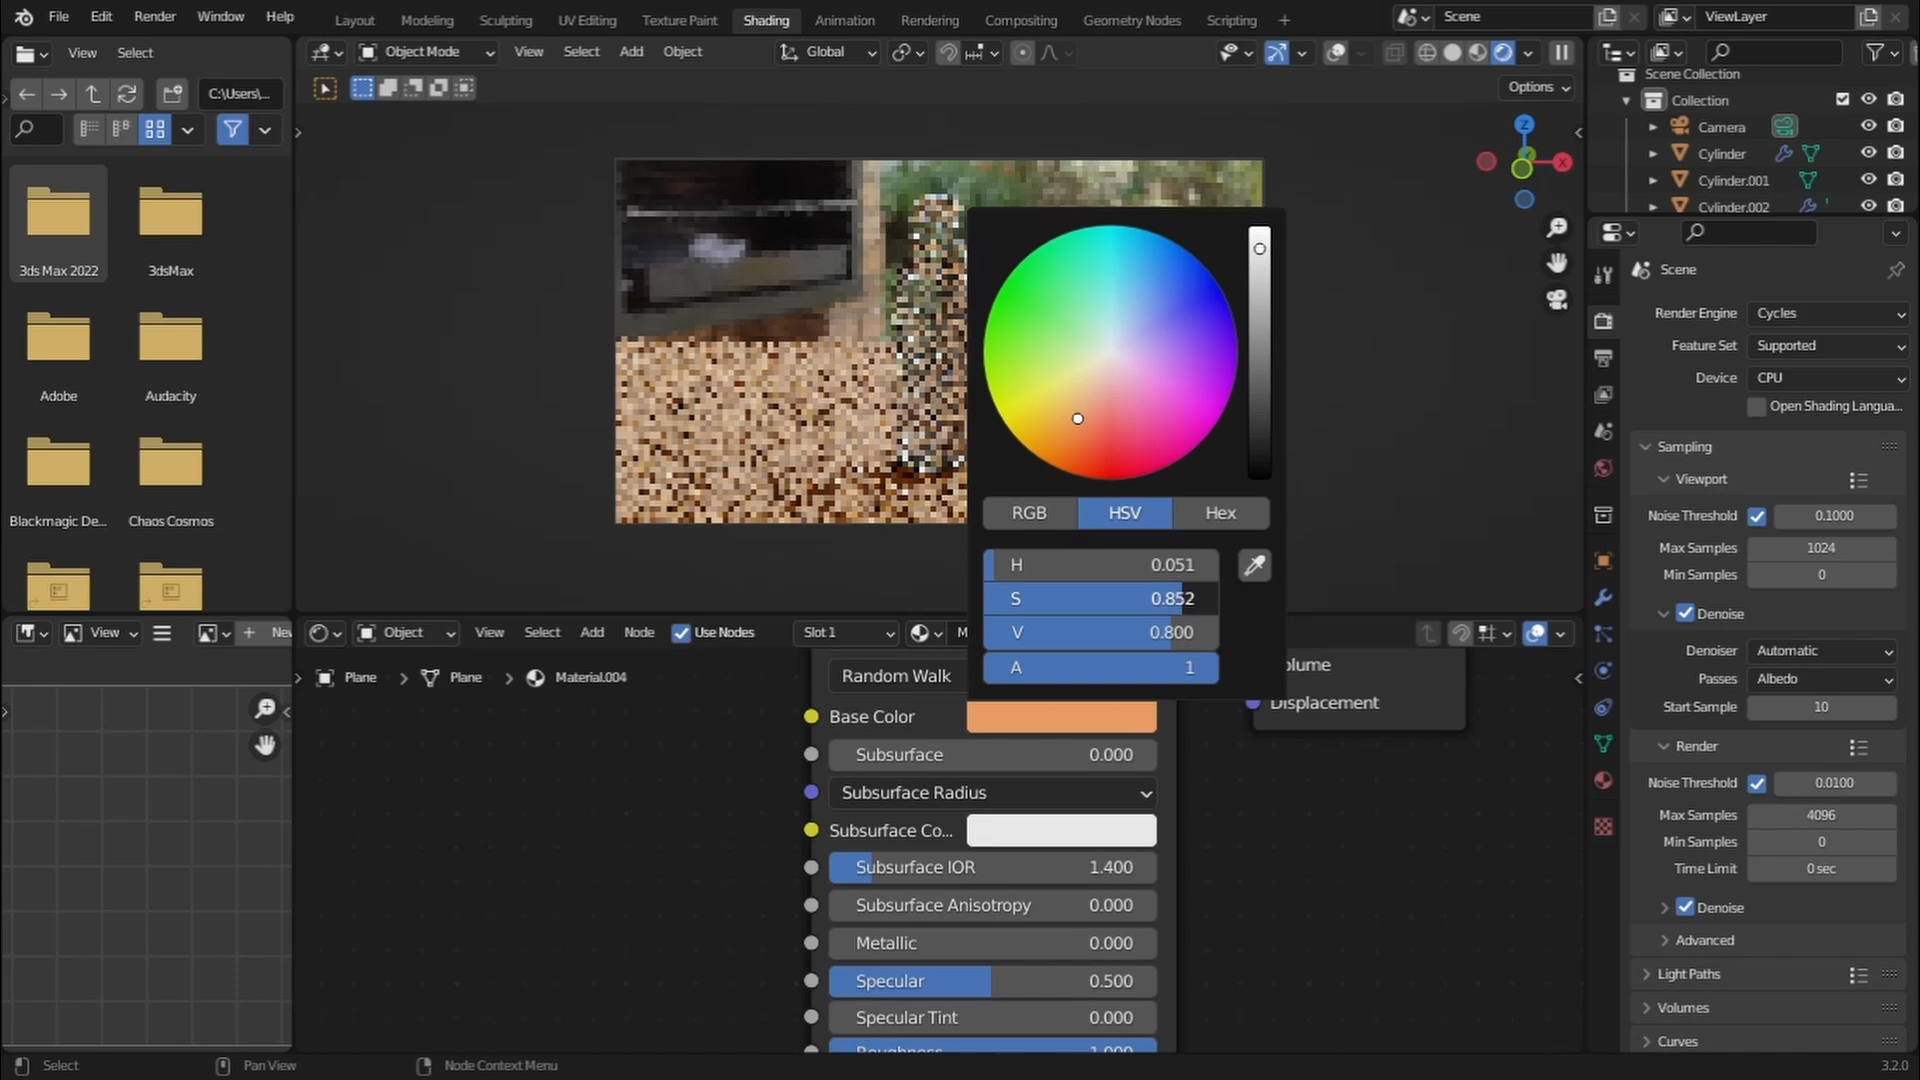 File Edit Render Window Help
Layout Modeling Sculpting UV Editing Texture Paint Shading Animation Rendering Compositing Geometry Nodes Scripting +
Scene
ViewLayer
View Select
Object Mode View Select Add Object
Global
C:\Users\...
Options
Z
X
Scene Collection
Collection
Camera
Cylinder
Cylinder.001
Cylinder.002
3ds Max 2022 3dsMax
Adobe Audacity
Blackmagic De... Chaos Cosmos
RGB HSV Hex
H 0.051
S 0.852
V 0.800
A 1
Scene
Render Engine Cycles
Feature Set Supported
Device CPU
Open Shading Langua...
Sampling
Viewport
Noise Threshold 0.1000
Max Samples 1024
Min Samples 0
Denoise
Denoiser Automatic
Passes Albedo
Start Sample 10
Render
Noise Threshold 0.0100
Max Samples 4096
Min Samples 0
Time Limit 0 sec
Denoise
Advanced
Light Paths
Volumes
Curves
View + Nev
Object View Select Add Node Use Nodes Slot 1 M
Plane > Plane > Material.004
Random Walk
Base Color
Subsurface 0.000
Subsurface Radius
Subsurface Co...
Subsurface IOR 1.400
Subsurface Anisotropy 0.000
Metallic 0.000
Specular 0.500
Specular Tint 0.000
Roughness 1.000
olume
Displacement
Select Pan View Node Context Menu
3.2.0